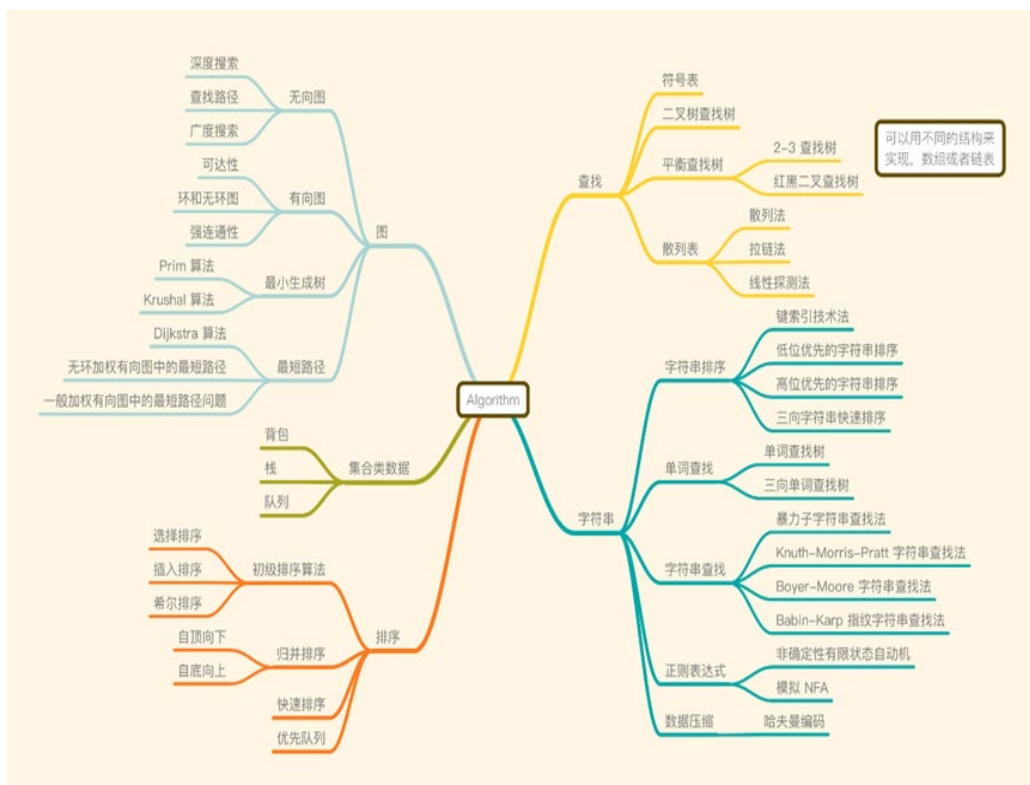 Algorithm
图
无向图
深度搜索
查找路径
广度搜索
有向图
可达性
环和无环图
强连通性
最小生成树
Prim 算法
Krushal 算法
最短路径
Dijkstra 算法
无环加权有向图中的最短路径
一般加权有向图中的最短路径问题
集合类数据
背包
栈
队列
排序
初级排序算法
选择排序
插入排序
希尔排序
归并排序
自顶向下
自底向上
快速排序
优先队列
查找
符号表
二叉树查找树
平衡查找树
2-3 查找树
红黑二叉查找树
散列表
散列法
拉链法
线性探测法
可以用不同的结构来
实现，数组或者链表
字符串
字符串排序
键索引技术法
低位优先的字符串排序
高位优先的字符串排序
三向字符串快速排序
单词查找
单词查找树
三向单词查找树
字符串查找
暴力子字符串查找法
Knuth-Morris-Pratt 字符串查找法
Boyer-Moore 字符串查找法
Babin-Karp 指纹字符串查找法
正则表达式
非确定性有限状态自动机
模拟 NFA
数据压缩
哈夫曼编码